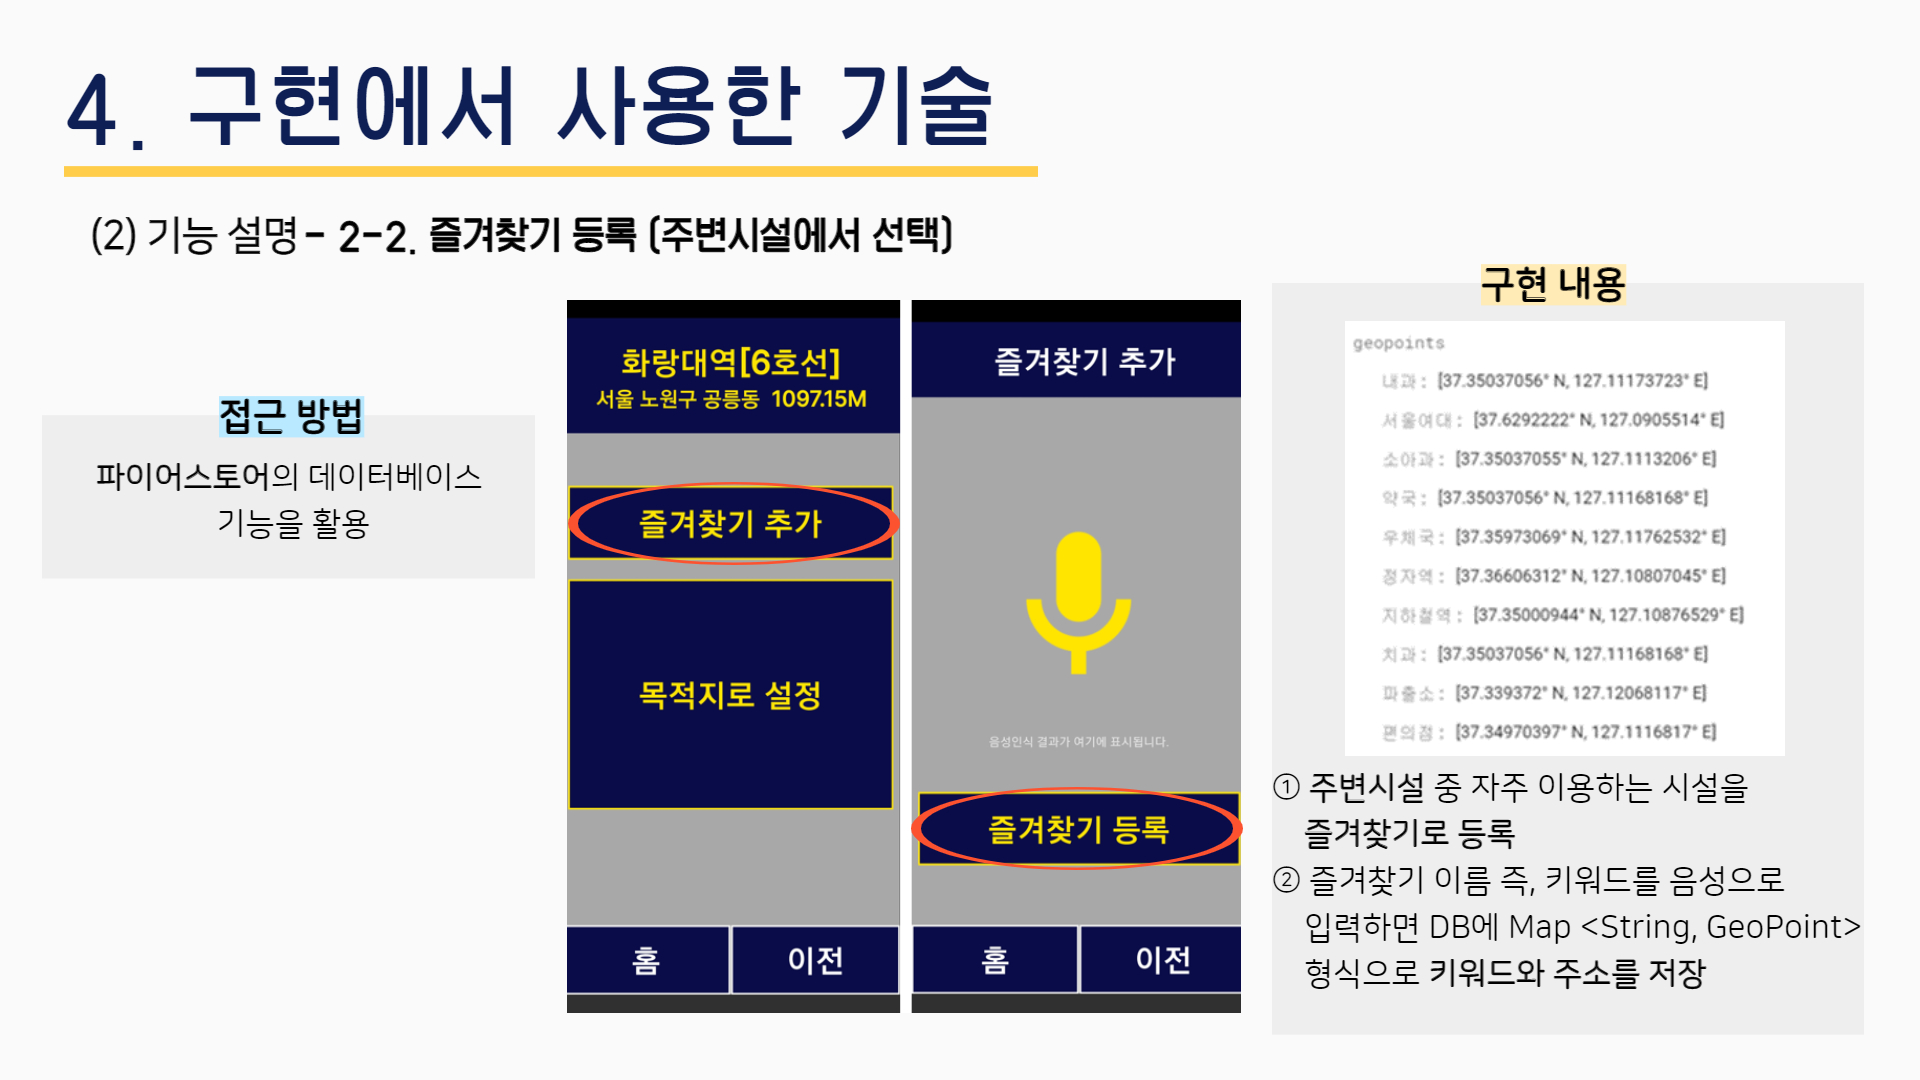 4. 구현에서 사용한 기술
(2) 기능 설명 - 2-2. 즐겨찾기 등록 (주변시설에서 선택)
접근 방법
파이어스토어의 데이터베이스
기능을 활용
화랑대역[6호선]
서울 노원구 공릉동 1097.15M
즐겨찾기 추가
목적지로 설정
홈
이전
즐겨찾기 추가
음성인식 결과가 여기에 표시됩니다.
즐겨찾기 등록
홈
이전
구현 내용
geopoints
내과: [37.35037056° N, 127.11173723° E]
서울여대: [37.6292222° N, 127.0905514° E]
소아과: [37.35037055° N, 127.1113206° E]
약국: [37.35037056° N, 127.11168168° E]
우체국: [37.35973069° N, 127.11762532° E]
정자역: [37.36606312° N, 127.10807045° E]
지하철역: [37.35000944° N, 127.10876529° E]
치과: [37.35037056° N, 127.11168168° E]
파출소: [37.339372° N, 127.12068117° E]
편의점: [37.34970397° N, 127.1116817° E]
① 주변시설 중 자주 이용하는 시설을
즐겨찾기로 등록
② 즐겨찾기 이름 즉, 키워드를 음성으로
입력하면 DB에 Map <String, GeoPoint>
형식으로 키워드와 주소를 저장